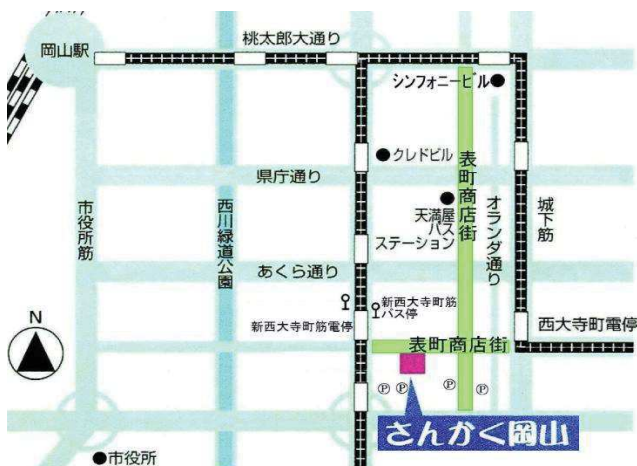 桃太郎大通り
岡山駅
シンフォニービル
クレドビル
表町商店街
県庁通り
天満屋
バス
ステーション
市役所筋
西川緑道公園
オランダ通り
城下筋
あくら通り
N
新西大寺町筋
バス停
新西大寺町筋電停
西大寺町電停
表町商店街
P
P
P
P
さんかく岡山
市役所